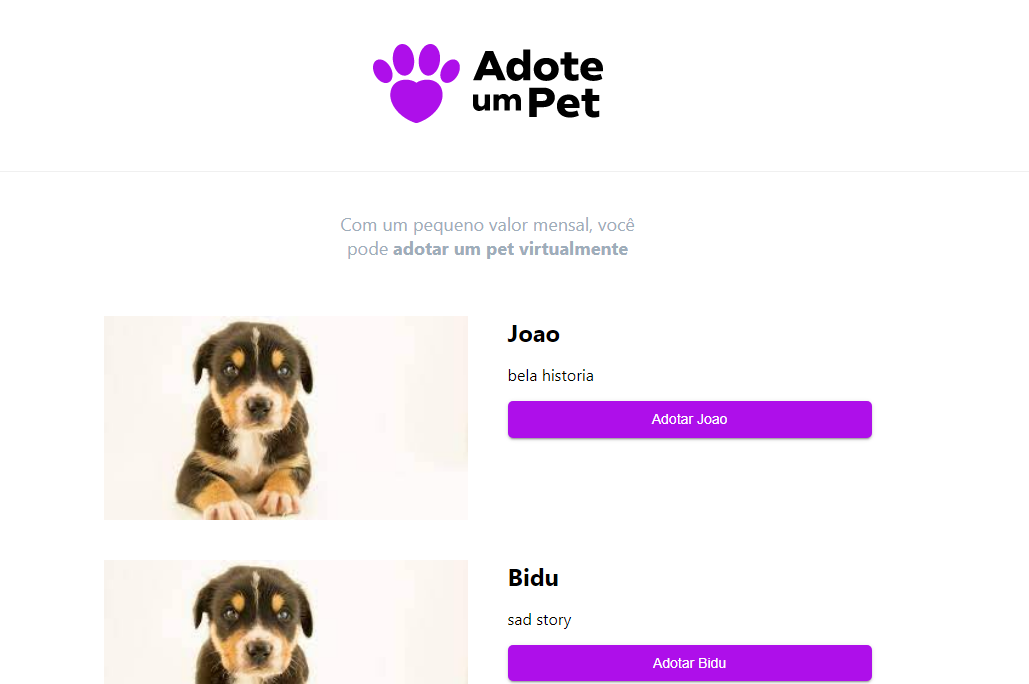 Adote
um Pet
Com um pequeno valor mensal, você
pode adotar um pet virtualmente
Joao
bela historia
Adotar Joao
Bidu
sad story
Adotar Bidu